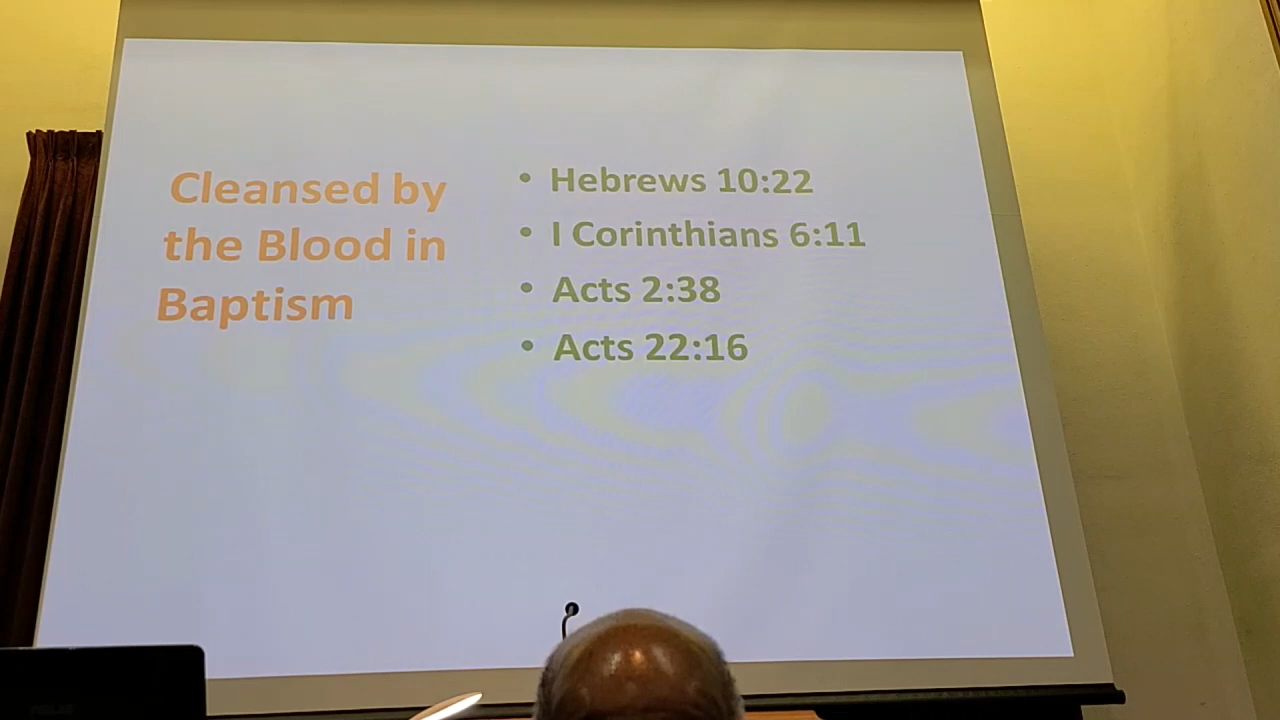 Cleansed by
the Blood in
Baptism
• Hebrews 10:22
• I Corinthians 6:11
• Acts 2:38
• Acts 22:16